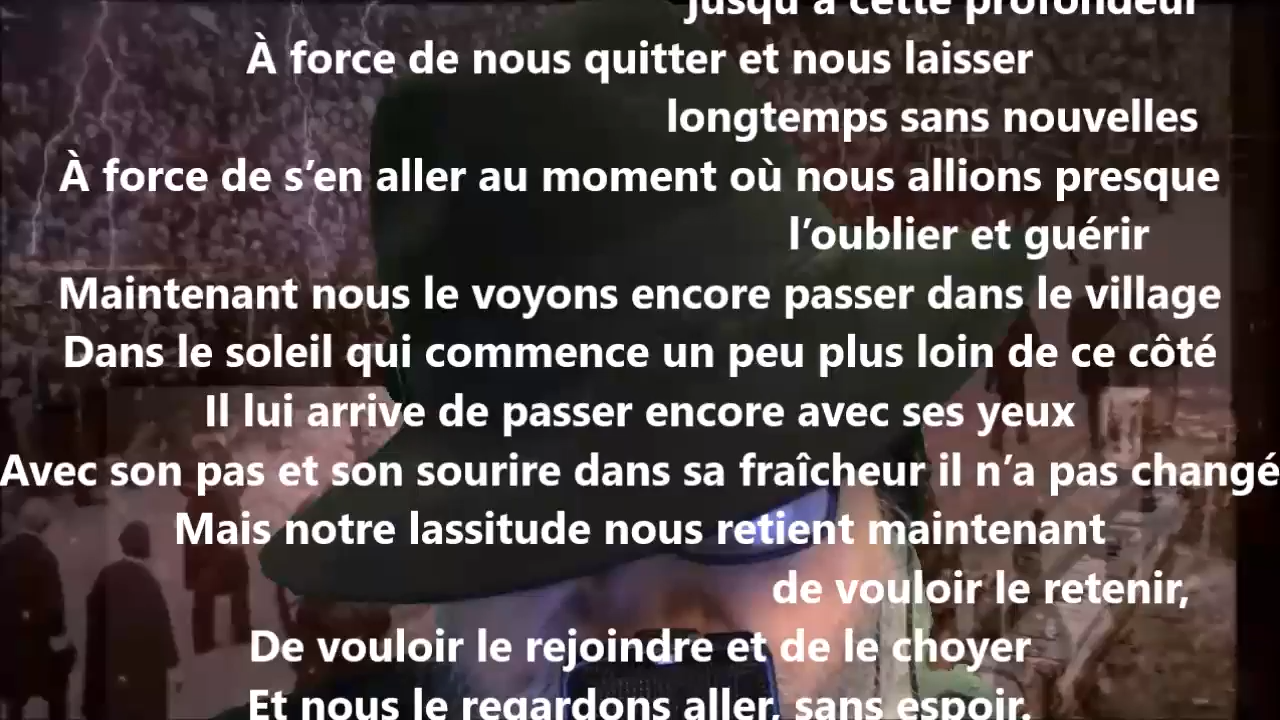 jusqu'à cette profondeur
À force de nous quitter et nous laisser
longtemps sans nouvelles
À force de s’en aller au moment où nous allions presque
l’oublier et guérir
Maintenant nous le voyons encore passer dans le village
Dans le soleil qui commence un peu plus loin de ce côté
Il lui arrive de passer encore avec ses yeux
Avec son pas et son sourire dans sa fraîcheur il n’a pas changé
Mais notre lassitude nous retient maintenant
de vouloir le retenir,
De vouloir le rejoindre et de le choyer
Et nous le regardons aller, sans espoir.